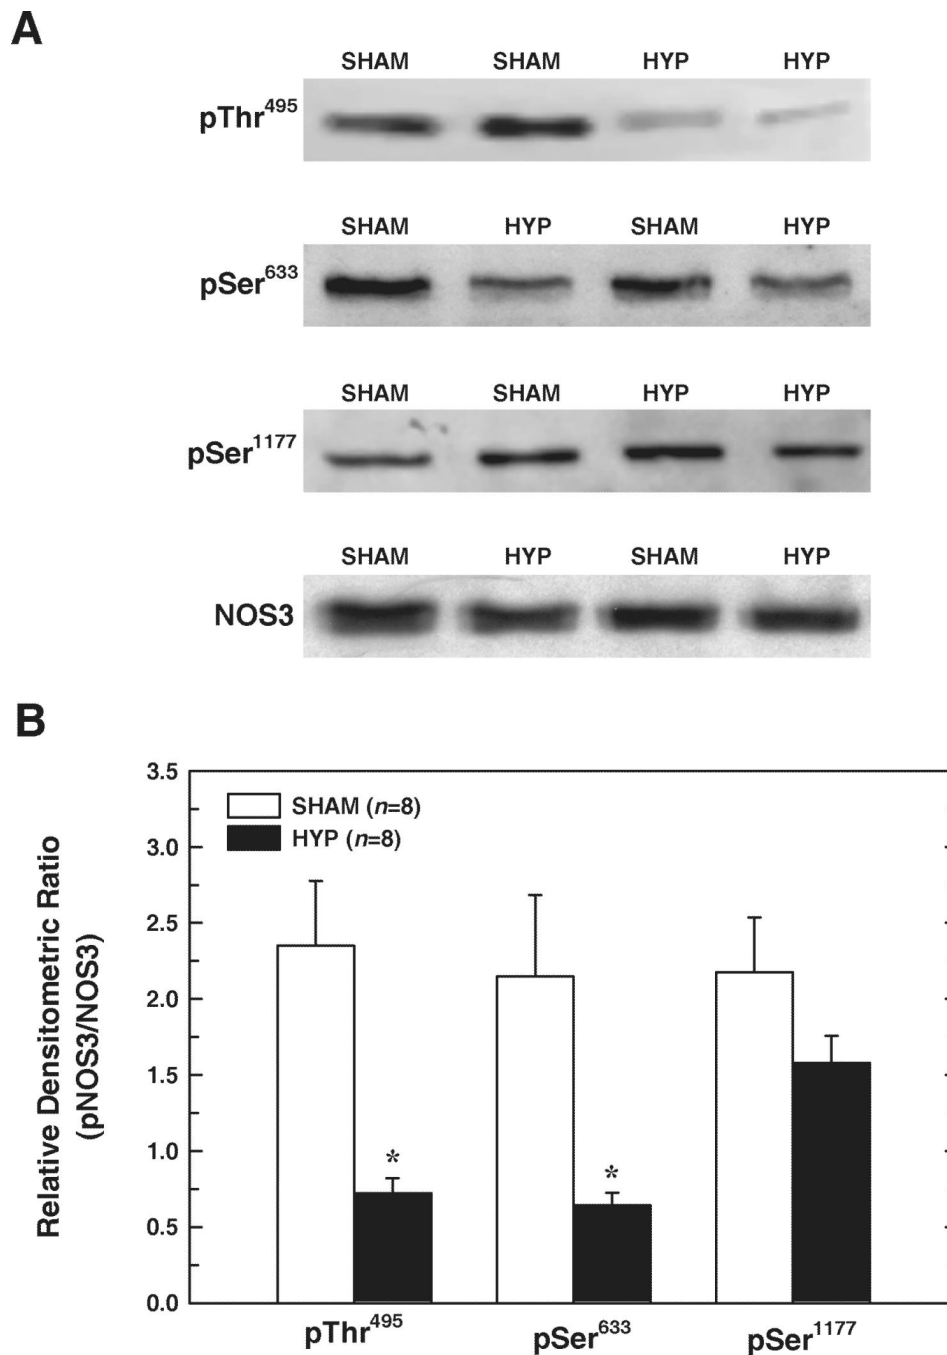 A
SHAM SHAM HYP HYP
pThr⁴⁹⁵
SHAM HYP SHAM HYP
pSer⁶³³
SHAM SHAM HYP HYP
pSer¹¹⁷⁷
SHAM HYP SHAM HYP
NOS3
B
Relative Densitometric Ratio
(pNOS3/NOS3)
3.5
3.0
2.5
2.0
1.5
1.0
0.5
0.0
SHAM (n=8)
HYP (n=8)
*
*
pThr⁴⁹⁵ pSer⁶³³ pSer¹¹⁷⁷